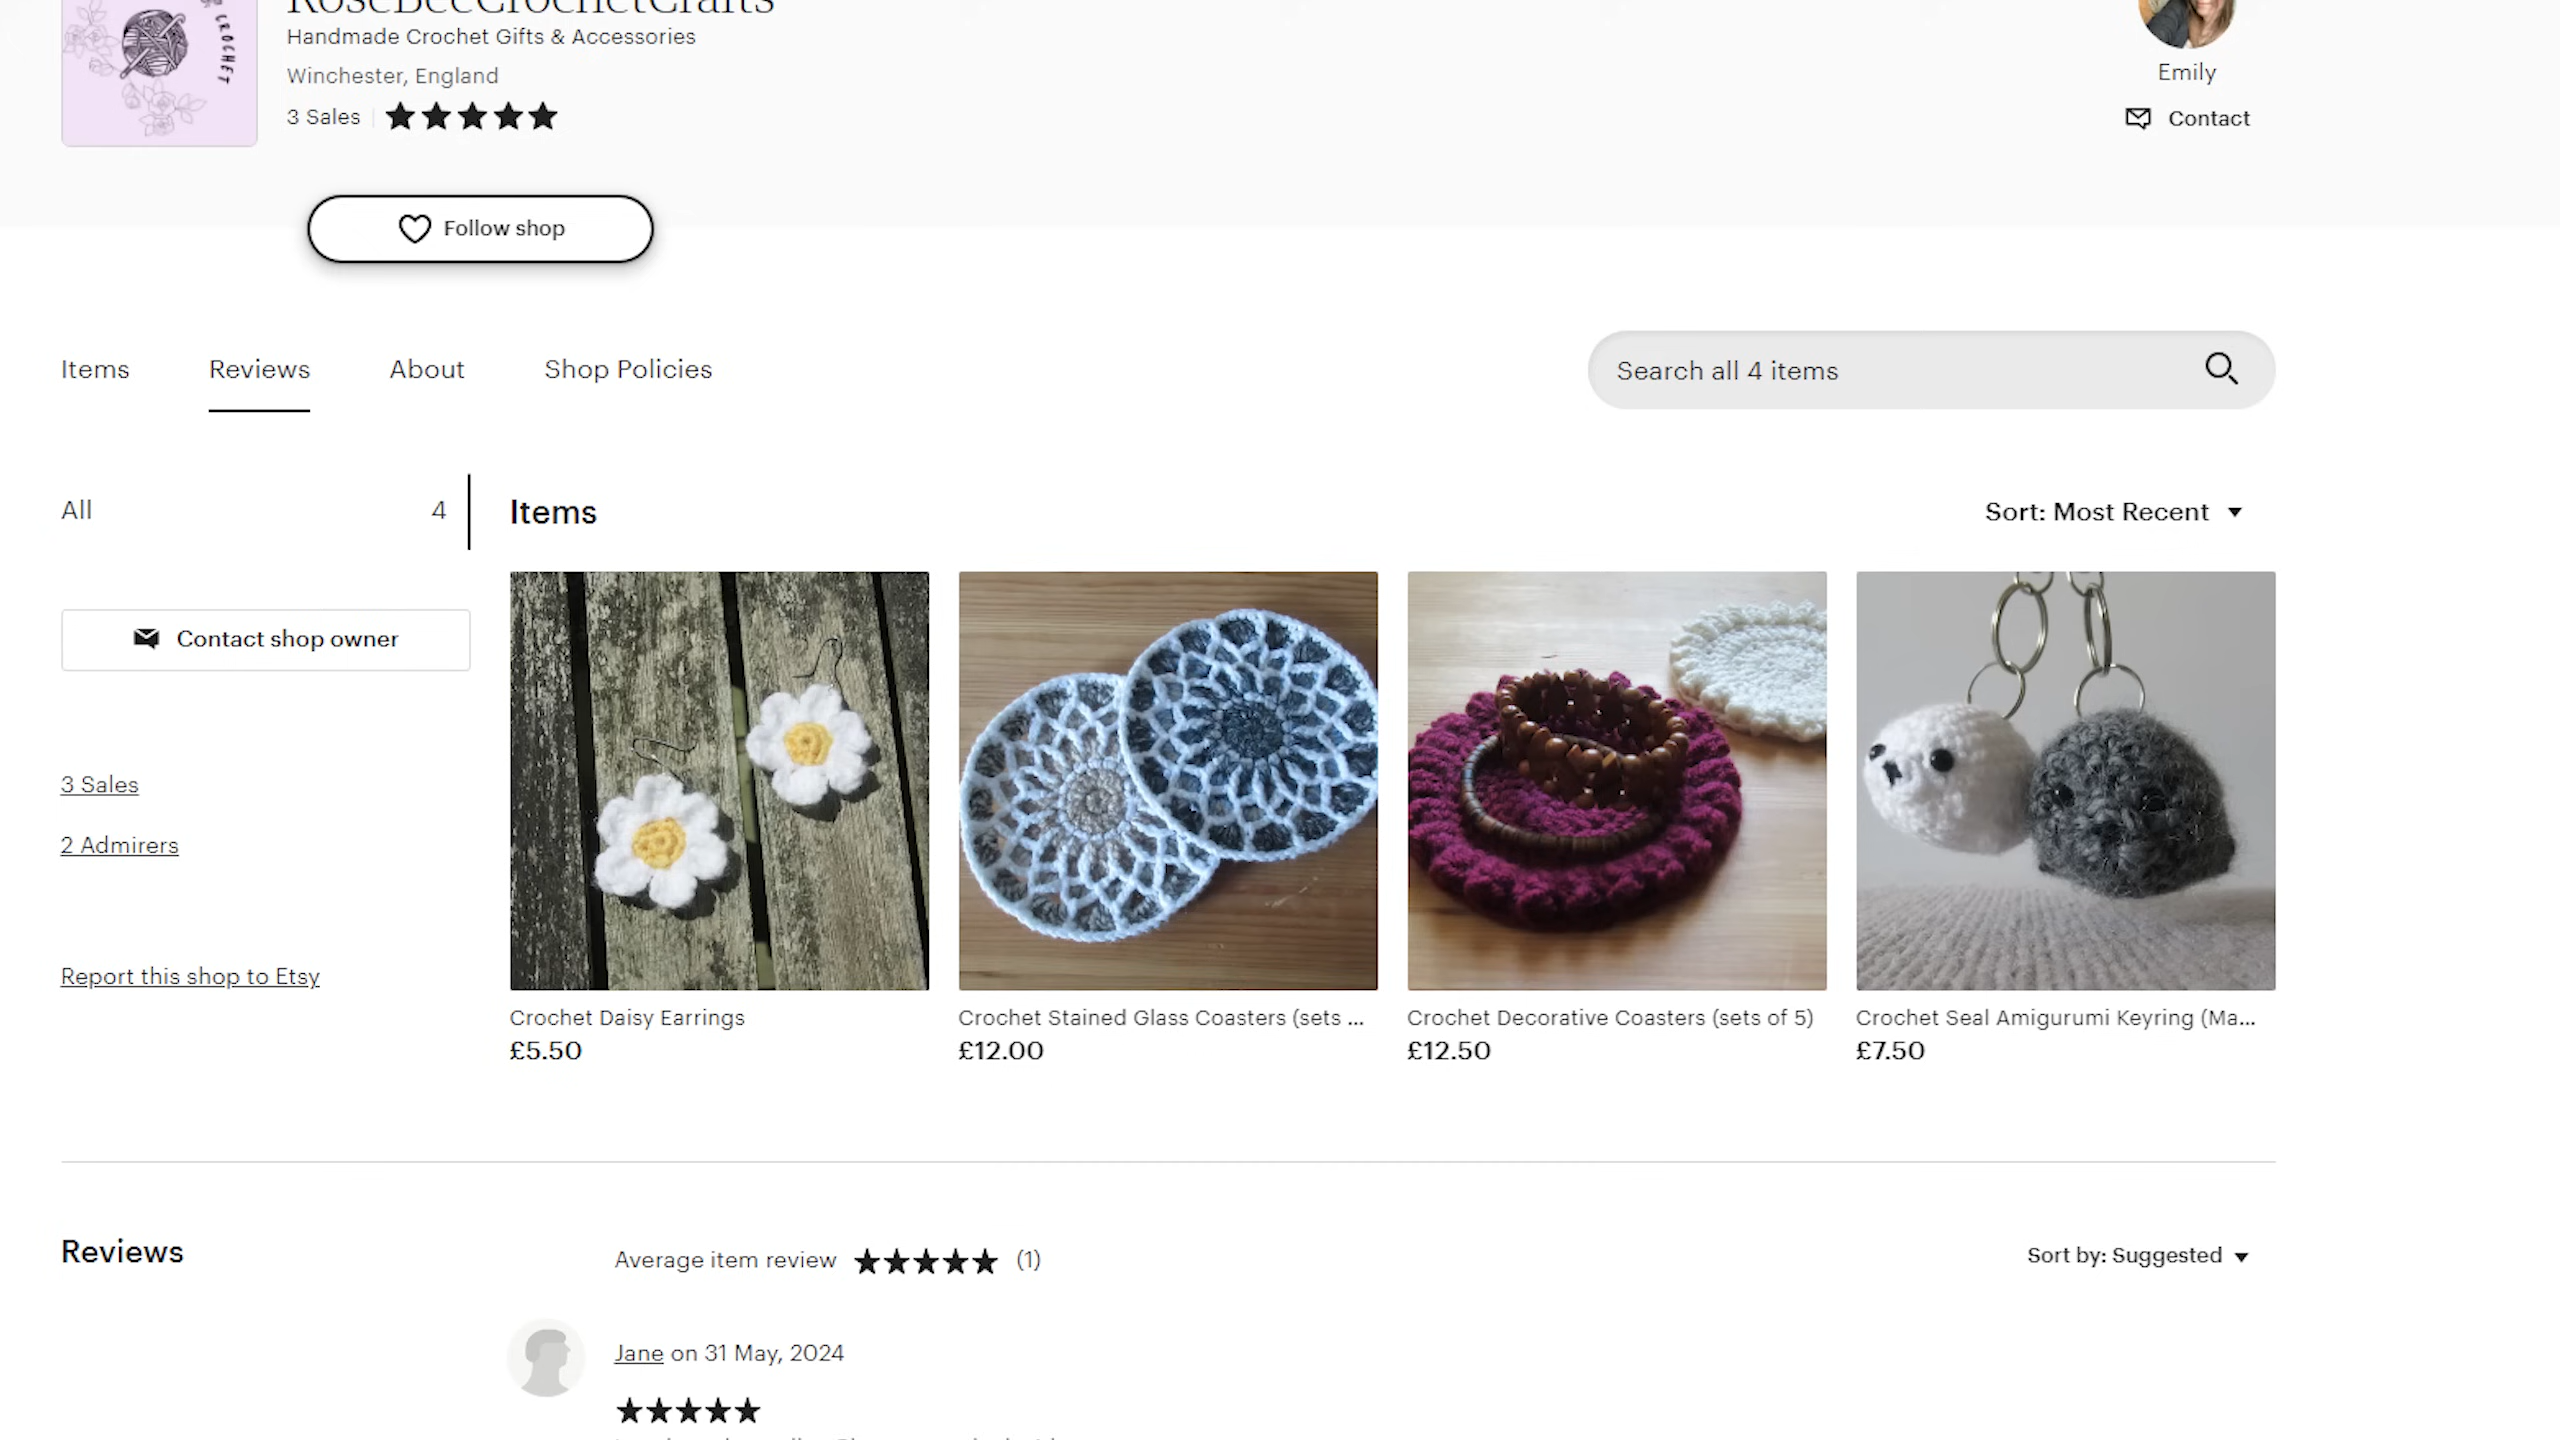 RoseBeeCrochetCrafts
Handmade Crochet Gifts & Accessories
Winchester, England
3 Sales
CROCHET
Emily
Contact
Follow shop
Items
Reviews
About
Shop Policies
Search all 4 items
All 4
Items
Sort: Most Recent
Contact shop owner
3 Sales
2 Admirers
Report this shop to Etsy
Crochet Daisy Earrings
£5.50
Crochet Stained Glass Coasters (sets ...
£12.00
Crochet Decorative Coasters (sets of 5)
£12.50
Crochet Seal Amigurumi Keyring (Ma...
£7.50
Reviews
Average item review (1)
Sort by: Suggested
Jane on 31 May, 2024